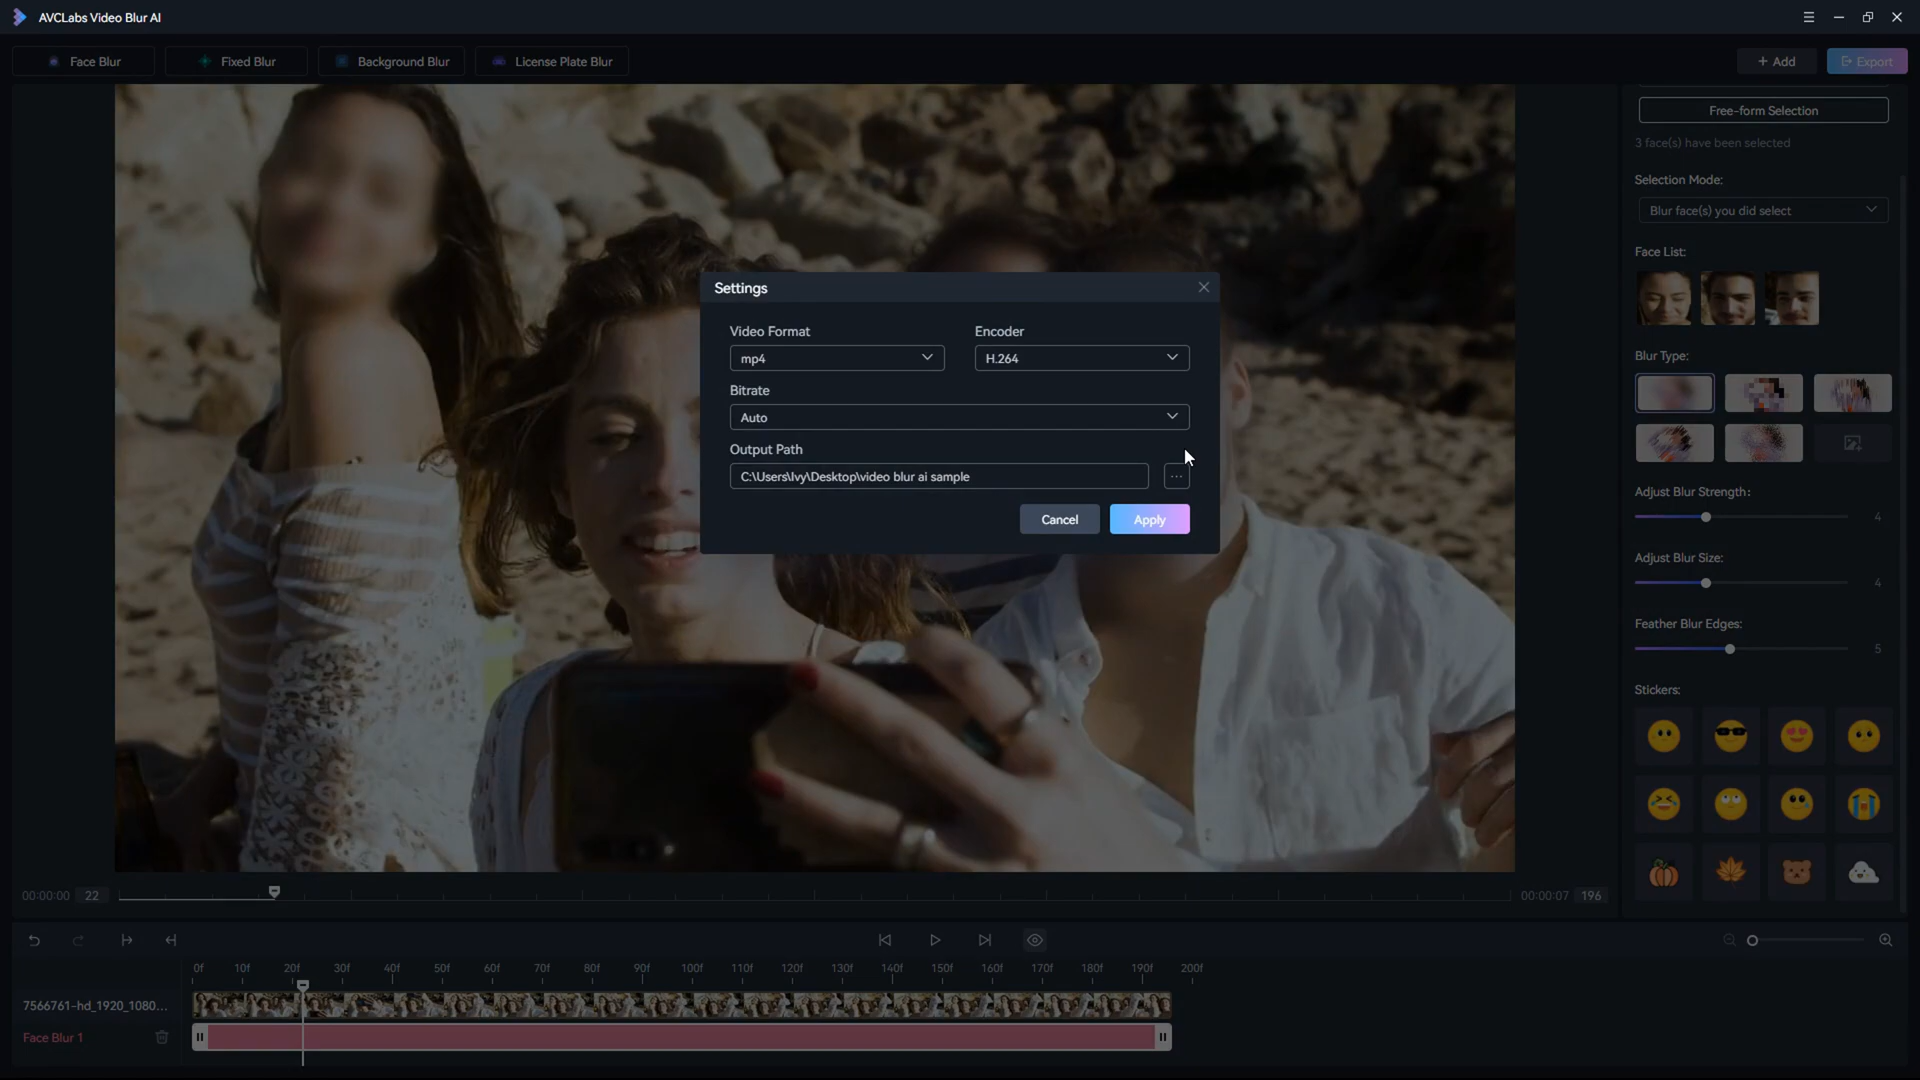 AVCLabs Video Blur AI
Face Blur
Fixed Blur
Background Blur
License Plate Blur
+ Add
Export
Free-form Selection
3 face(s) have been selected
Selection Mode:
Blur face(s) you did select
Face List:
Blur Type:
Adjust Blur Strength:
4
Adjust Blur Size:
4
Feather Blur Edges:
5
Stickers:
Settings
Video Format
Encoder
mp4
H.264
Bitrate
Auto
Output Path
C:\Users\Ivy\Desktop\video blur ai sample
...
Cancel
Apply
00:00:00 22
00:00:07 196
0f 10f 20f 30f 40f 50f 60f 70f 80f 90f 100f 110f 120f 130f 140f 150f 160f 170f 180f 190f 200f
7566761-hd_1920_1080...
Face Blur 1